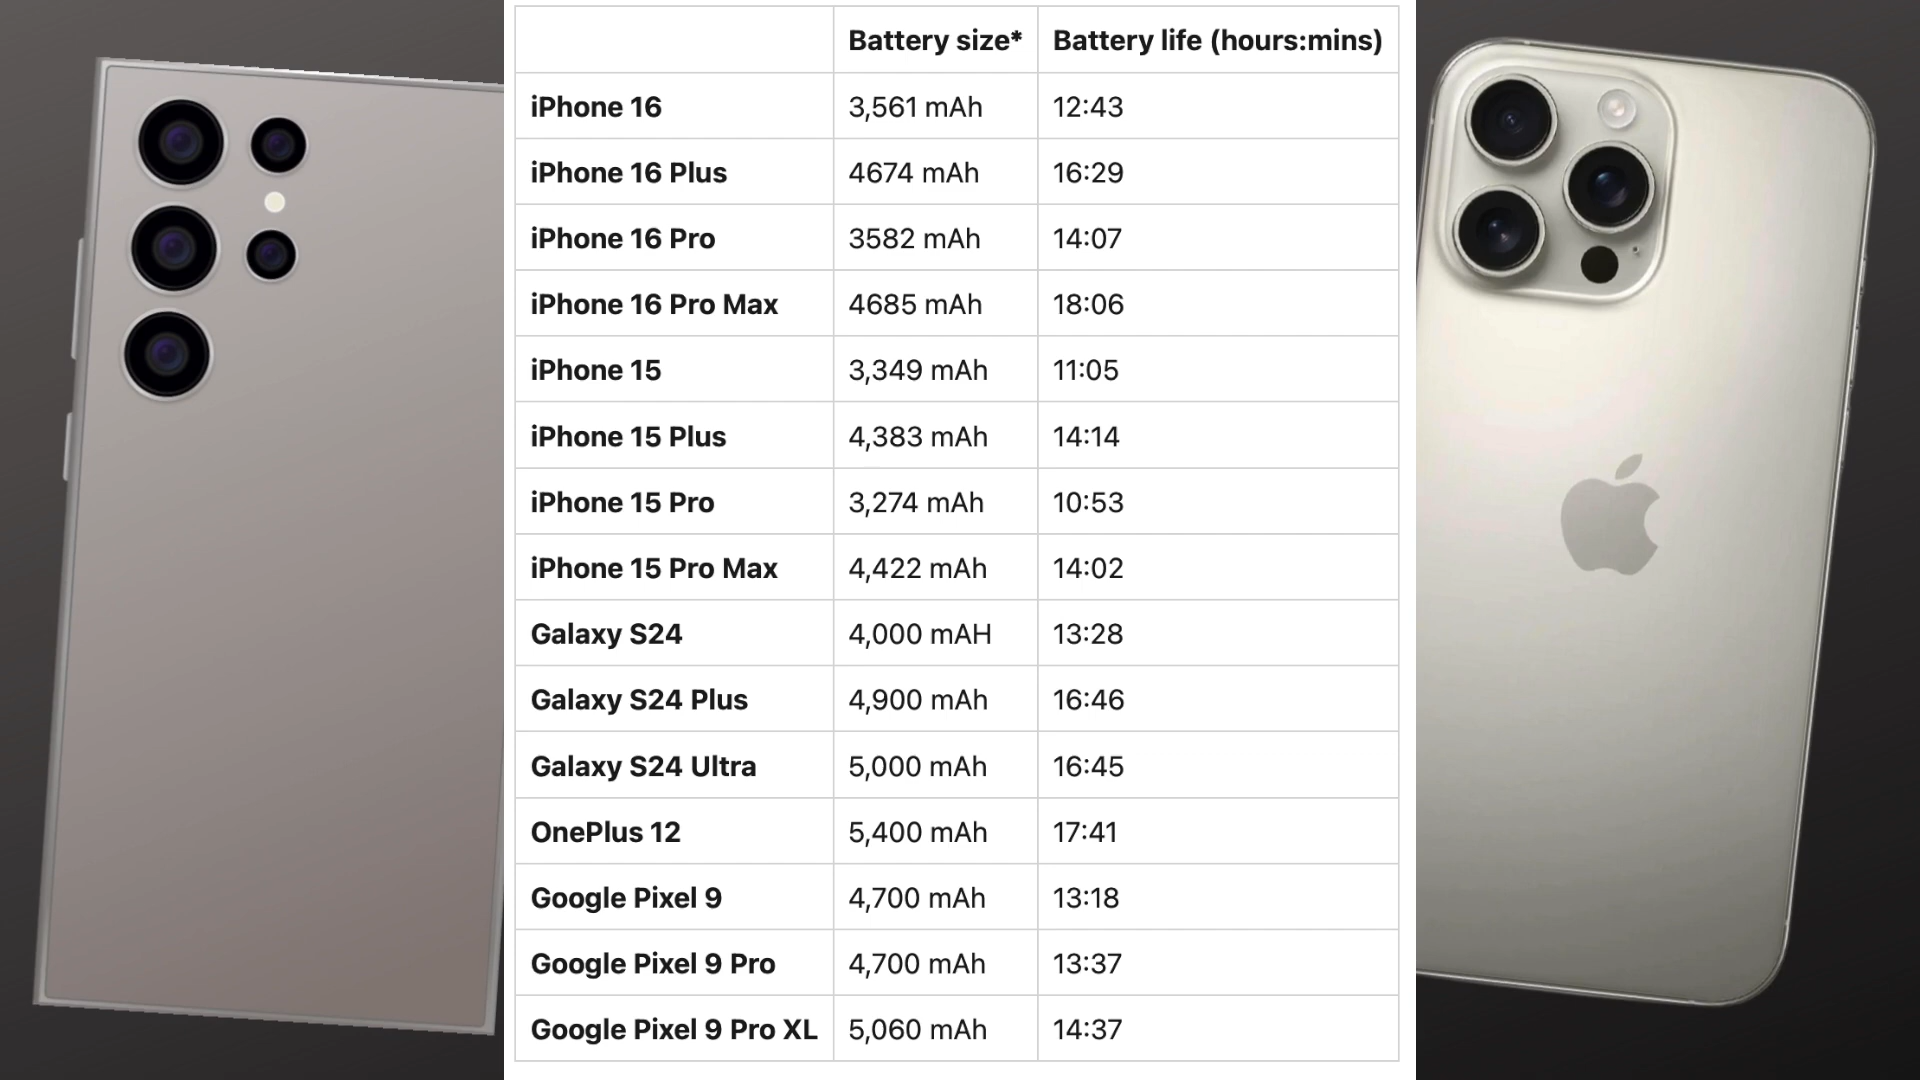 Battery size* Battery life (hours:mins)
iPhone 16 3,561 mAh 12:43
iPhone 16 Plus 4674 mAh 16:29
iPhone 16 Pro 3582 mAh 14:07
iPhone 16 Pro Max 4685 mAh 18:06
iPhone 15 3,349 mAh 11:05
iPhone 15 Plus 4,383 mAh 14:14
iPhone 15 Pro 3,274 mAh 10:53
iPhone 15 Pro Max 4,422 mAh 14:02
Galaxy S24 4,000 mAH 13:28
Galaxy S24 Plus 4,900 mAh 16:46
Galaxy S24 Ultra 5,000 mAh 16:45
OnePlus 12 5,400 mAh 17:41
Google Pixel 9 4,700 mAh 13:18
Google Pixel 9 Pro 4,700 mAh 13:37
Google Pixel 9 Pro XL 5,060 mAh 14:37